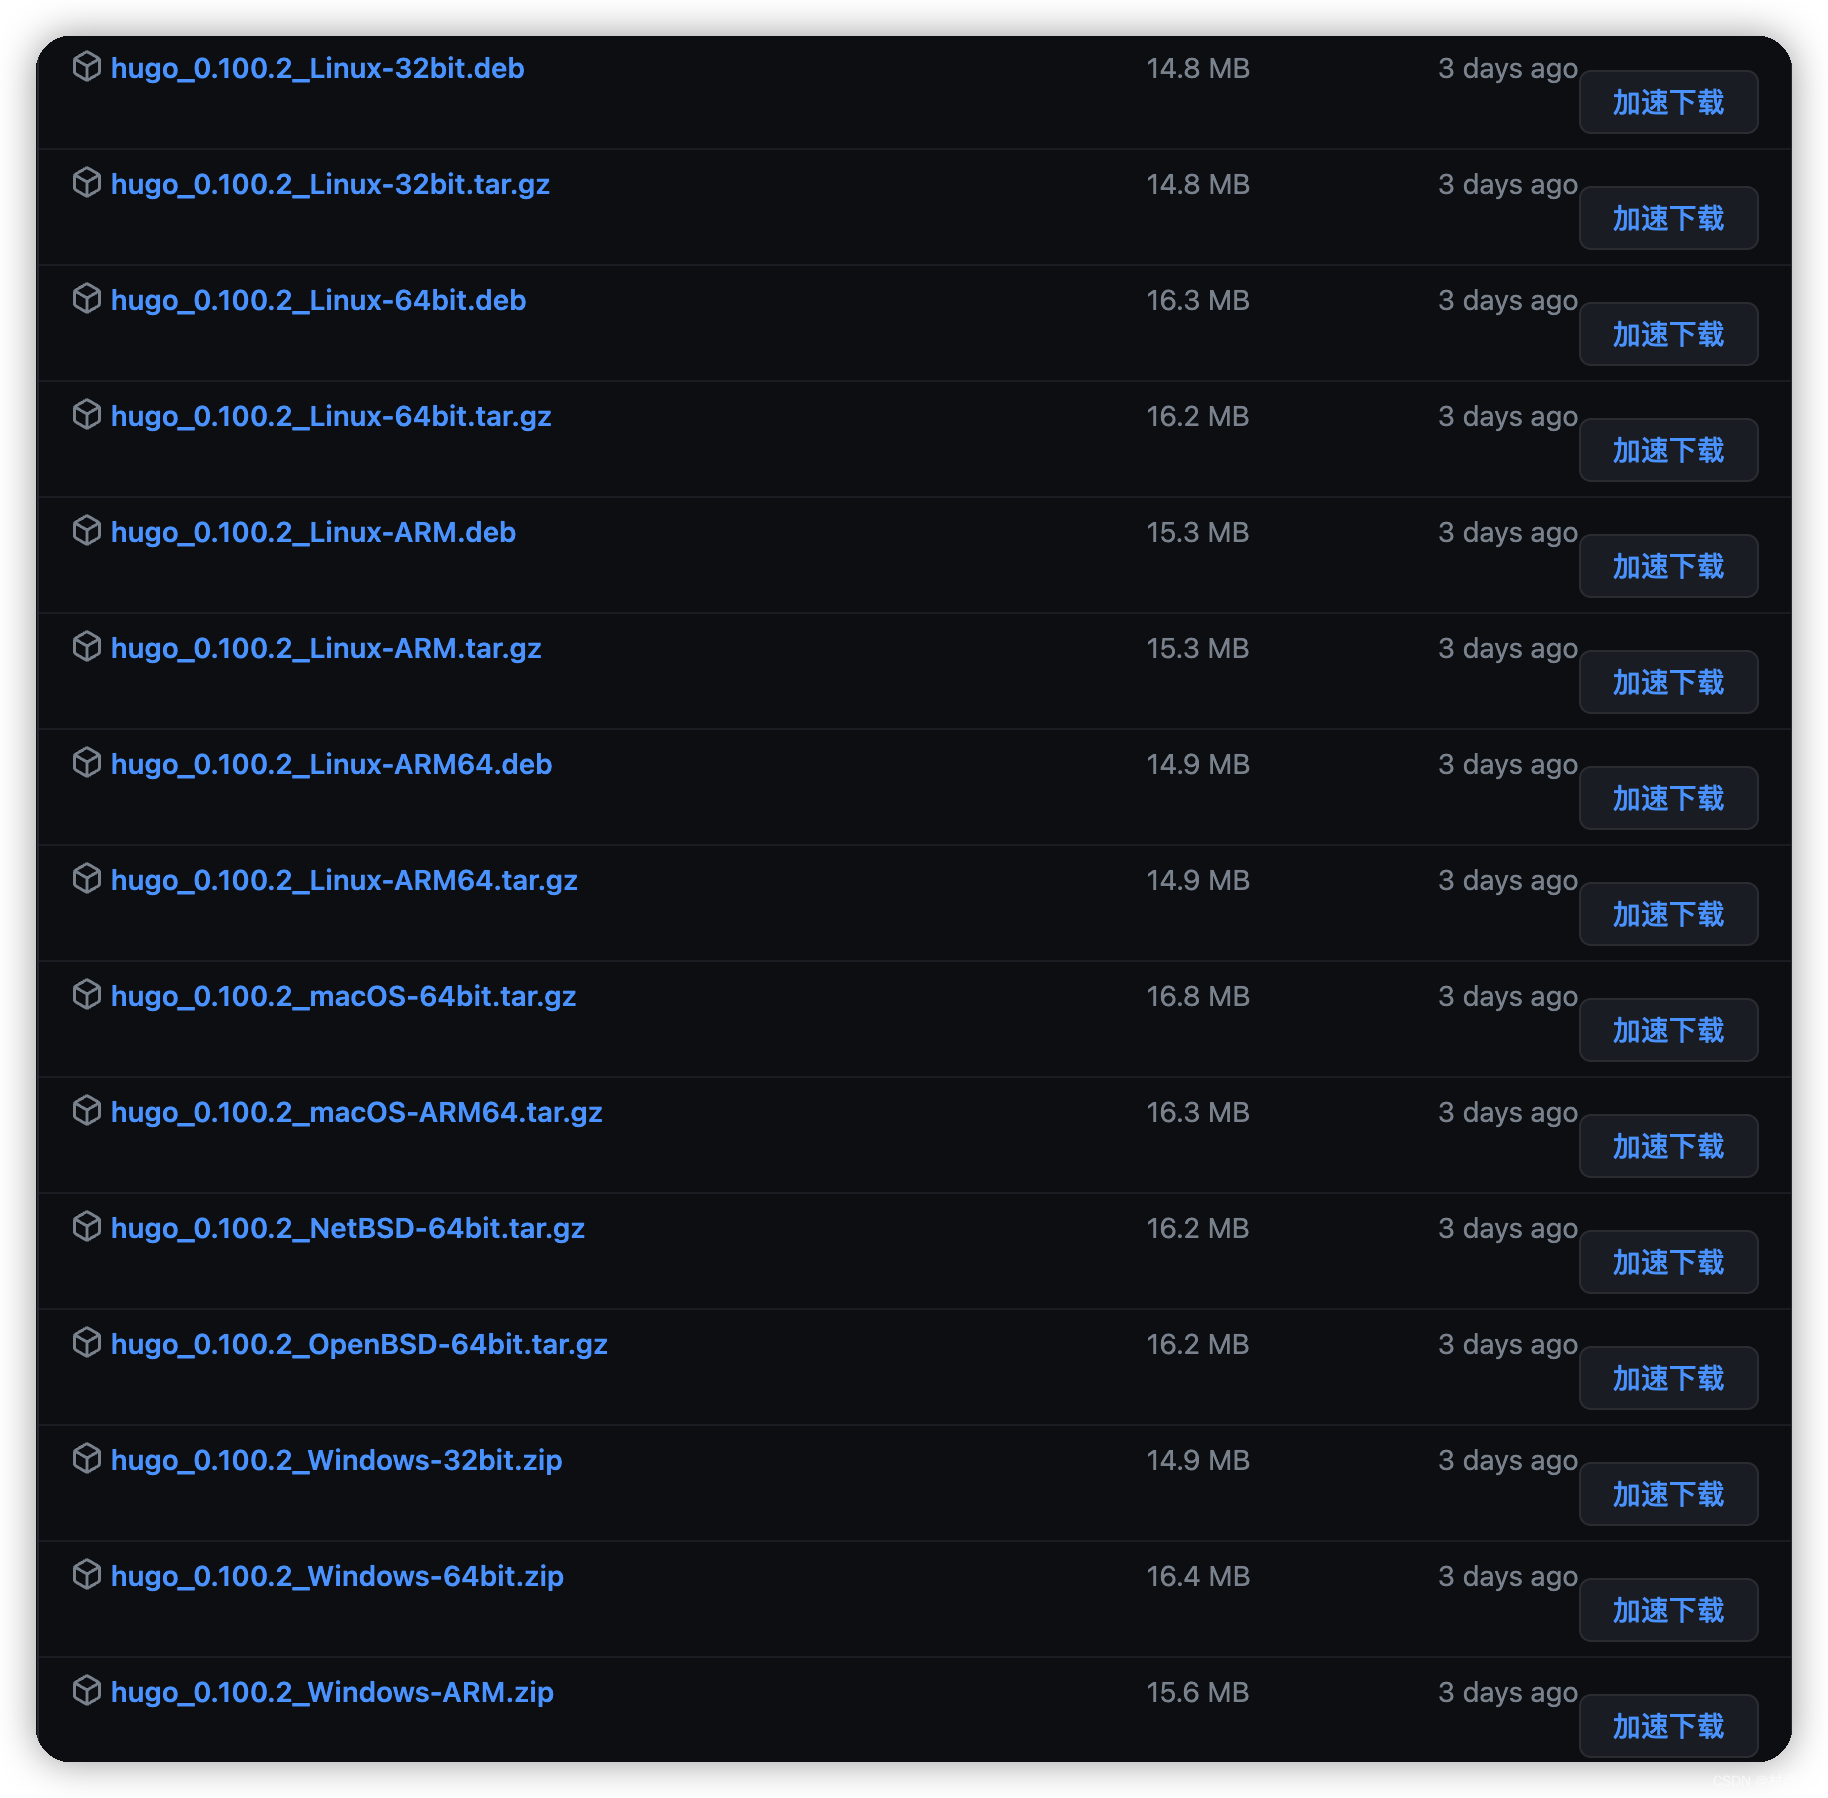 hugo_0.100.2_Linux-32bit.deb 14.8 MB 3 days ago 加速下载
hugo_0.100.2_Linux-32bit.tar.gz 14.8 MB 3 days ago 加速下载
hugo_0.100.2_Linux-64bit.deb 16.3 MB 3 days ago 加速下载
hugo_0.100.2_Linux-64bit.tar.gz 16.2 MB 3 days ago 加速下载
hugo_0.100.2_Linux-ARM.deb 15.3 MB 3 days ago 加速下载
hugo_0.100.2_Linux-ARM.tar.gz 15.3 MB 3 days ago 加速下载
hugo_0.100.2_Linux-ARM64.deb 14.9 MB 3 days ago 加速下载
hugo_0.100.2_Linux-ARM64.tar.gz 14.9 MB 3 days ago 加速下载
hugo_0.100.2_macOS-64bit.tar.gz 16.8 MB 3 days ago 加速下载
hugo_0.100.2_macOS-ARM64.tar.gz 16.3 MB 3 days ago 加速下载
hugo_0.100.2_NetBSD-64bit.tar.gz 16.2 MB 3 days ago 加速下载
hugo_0.100.2_OpenBSD-64bit.tar.gz 16.2 MB 3 days ago 加速下载
hugo_0.100.2_Windows-32bit.zip 14.9 MB 3 days ago 加速下载
hugo_0.100.2_Windows-64bit.zip 16.4 MB 3 days ago 加速下载
hugo_0.100.2_Windows-ARM.zip 15.6 MB 3 days ago 加速下载
CSDN